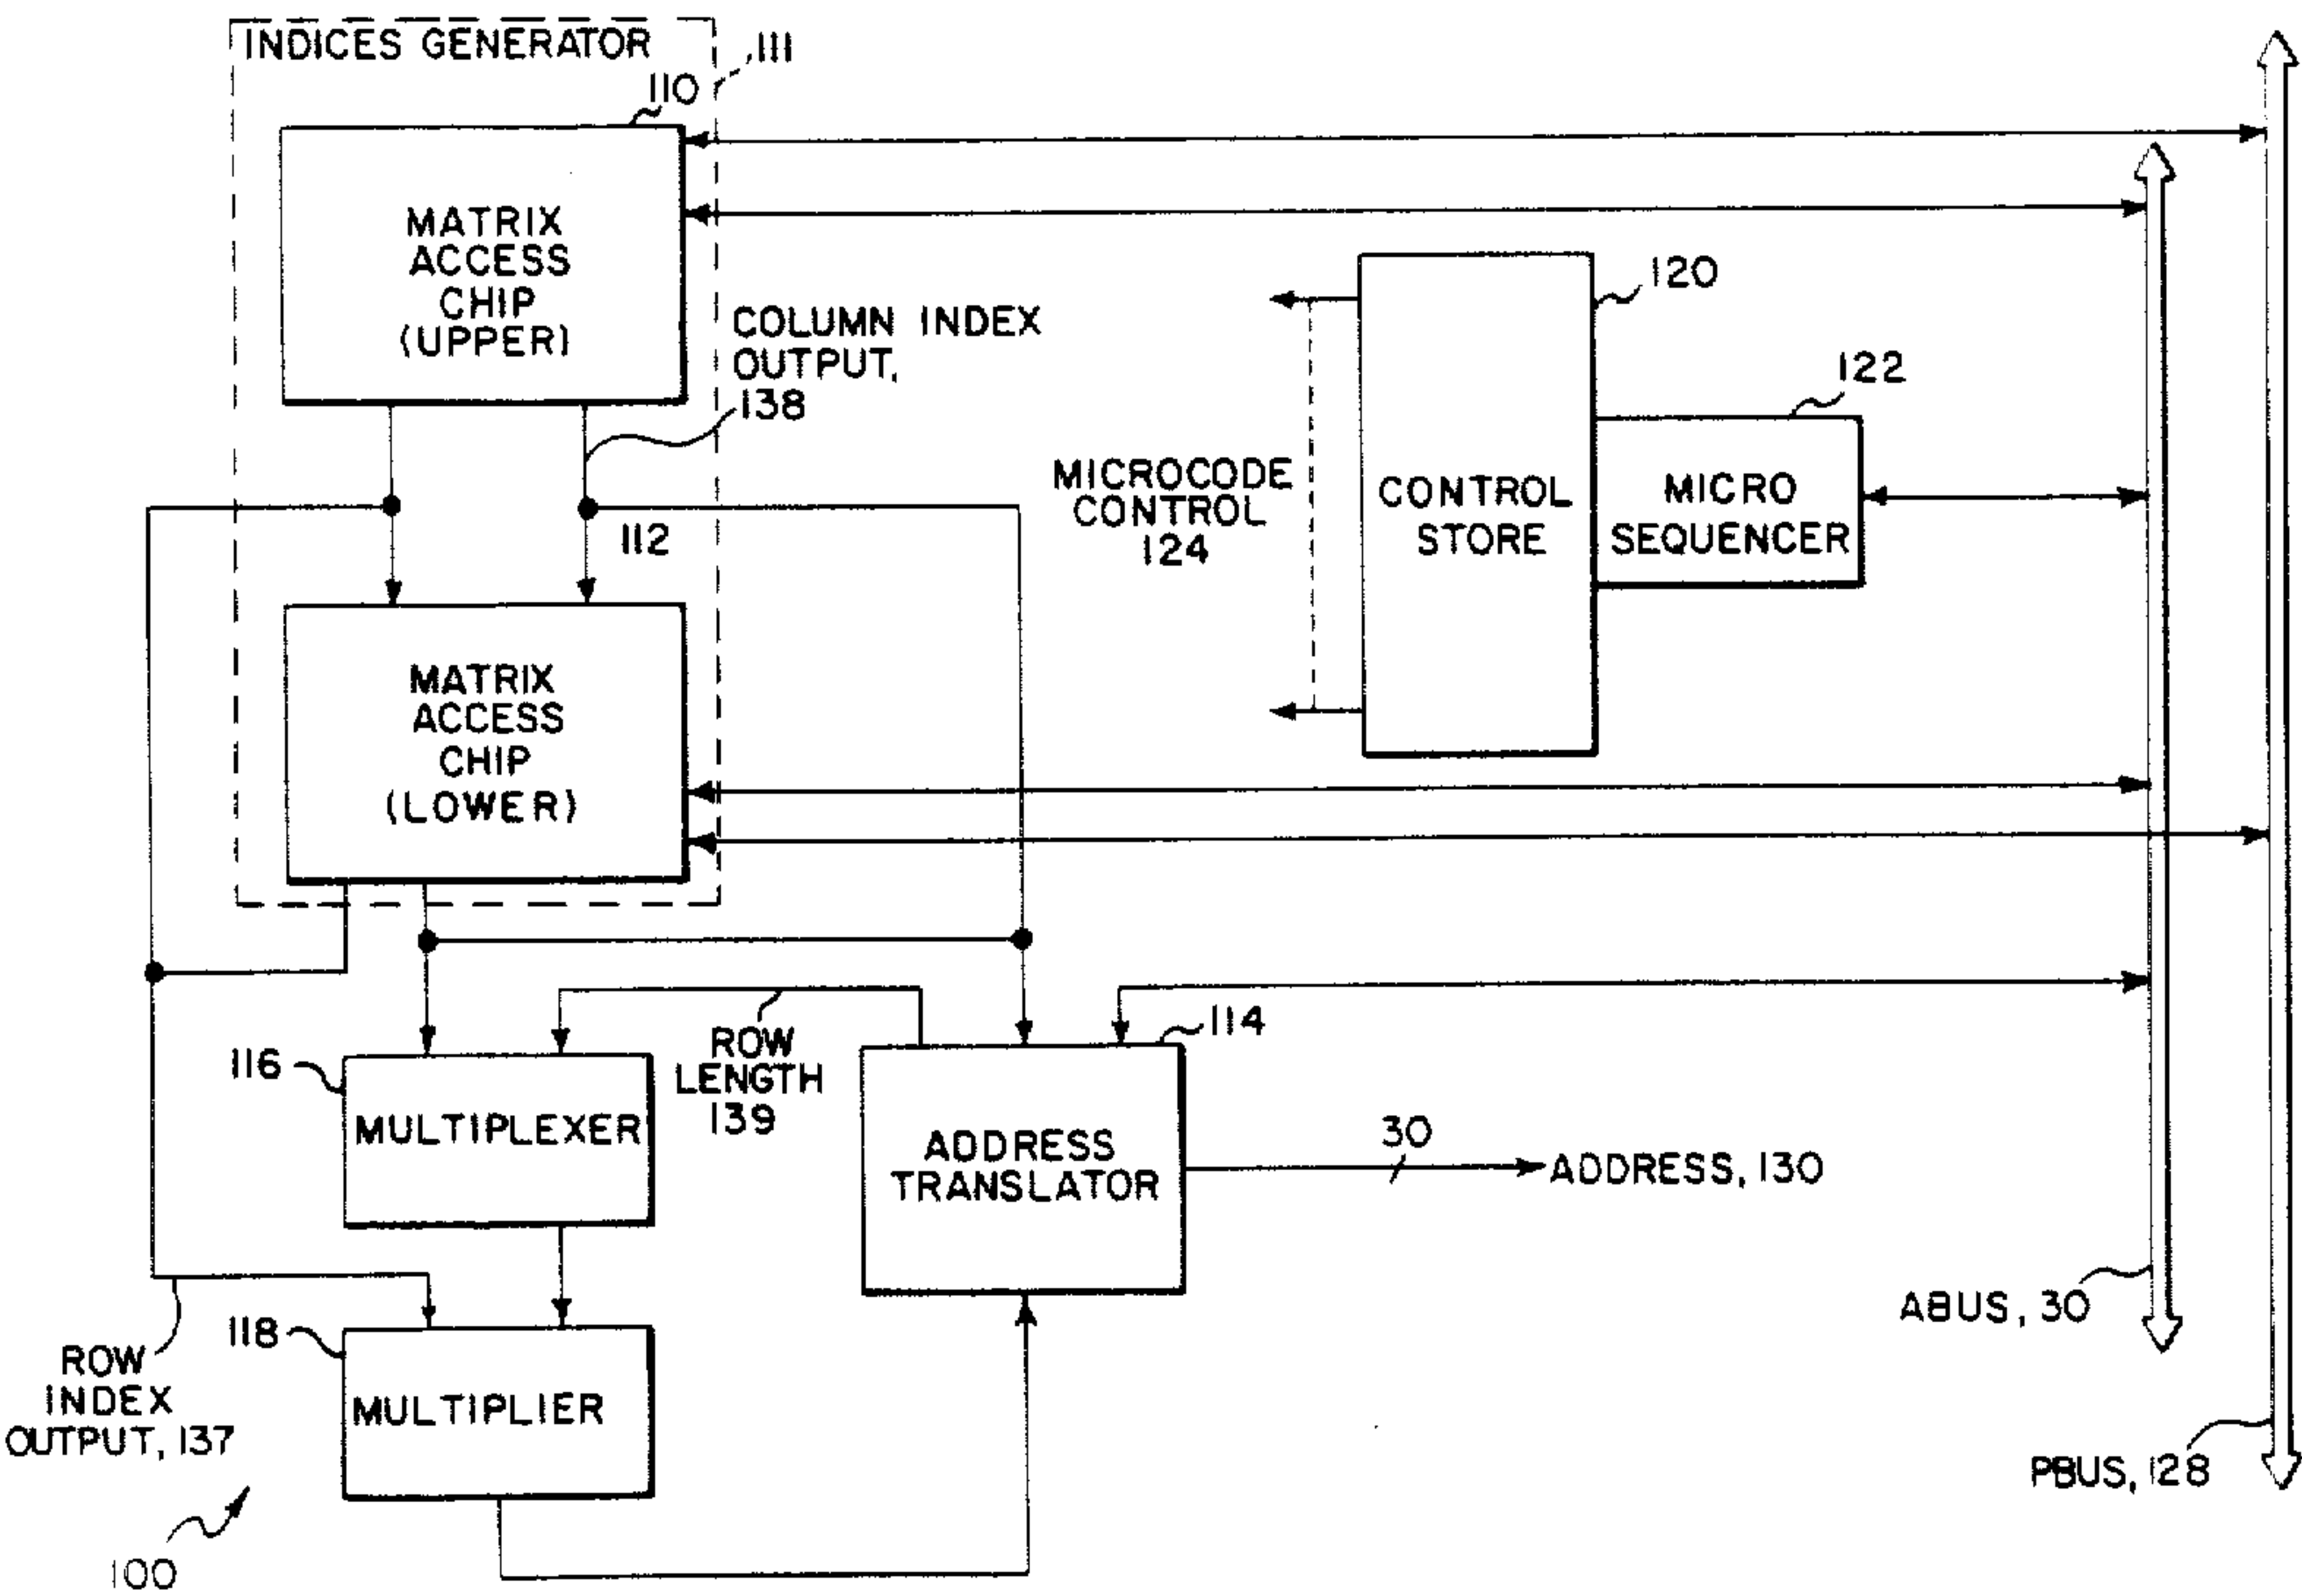 INDICES GENERATOR
111
110
MATRIX
ACCESS
CHIP
(UPPER)
COLUMN INDEX
OUTPUT,
138
112
MATRIX
ACCESS
CHIP
(LOWER)
120
122
MICROCODE
CONTROL
124
CONTROL
STORE
MICRO
SEQUENCER
116
MULTIPLEXER
ROW
LENGTH
139
114
ADDRESS
TRANSLATOR
30
ADDRESS, 130
118
MULTIPLIER
ROW
INDEX
OUTPUT, 137
100
ABUS, 30
PBUS, 128